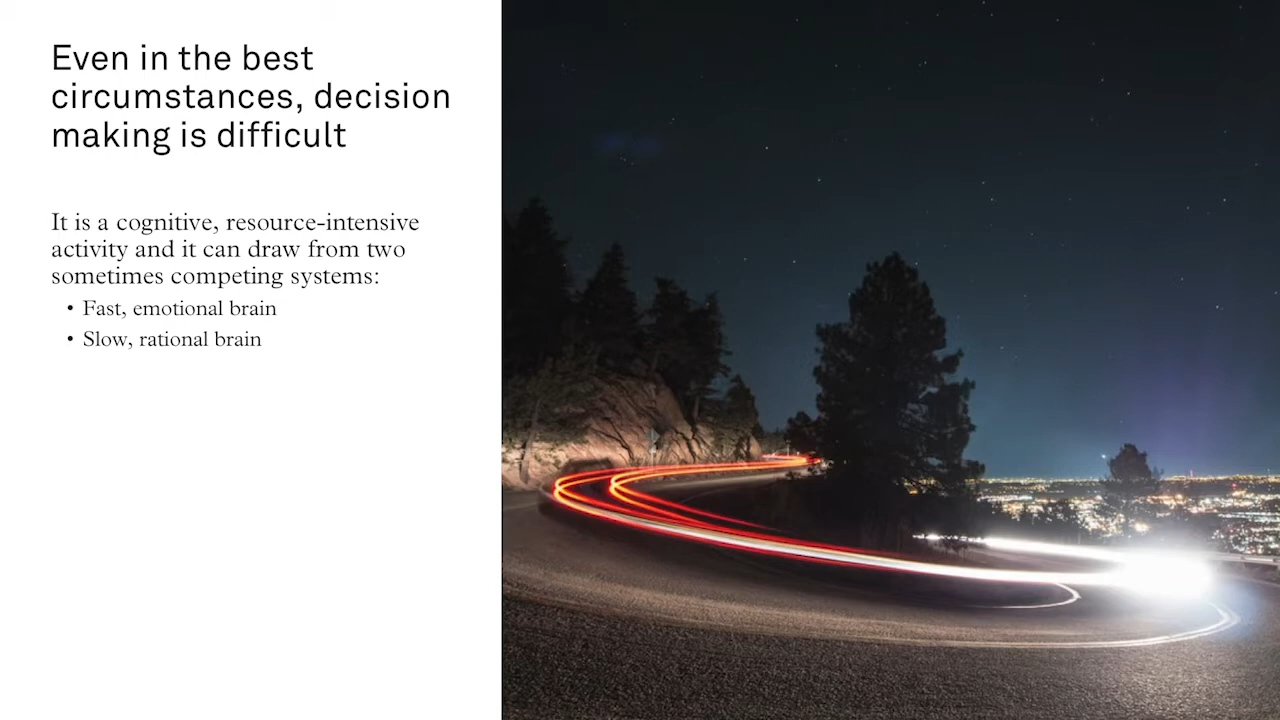 Even in the best
circumstances, decision
making is difficult
It is a cognitive, resource-intensive
activity and it can draw from two
sometimes competing systems:
• Fast, emotional brain
• Slow, rational brain